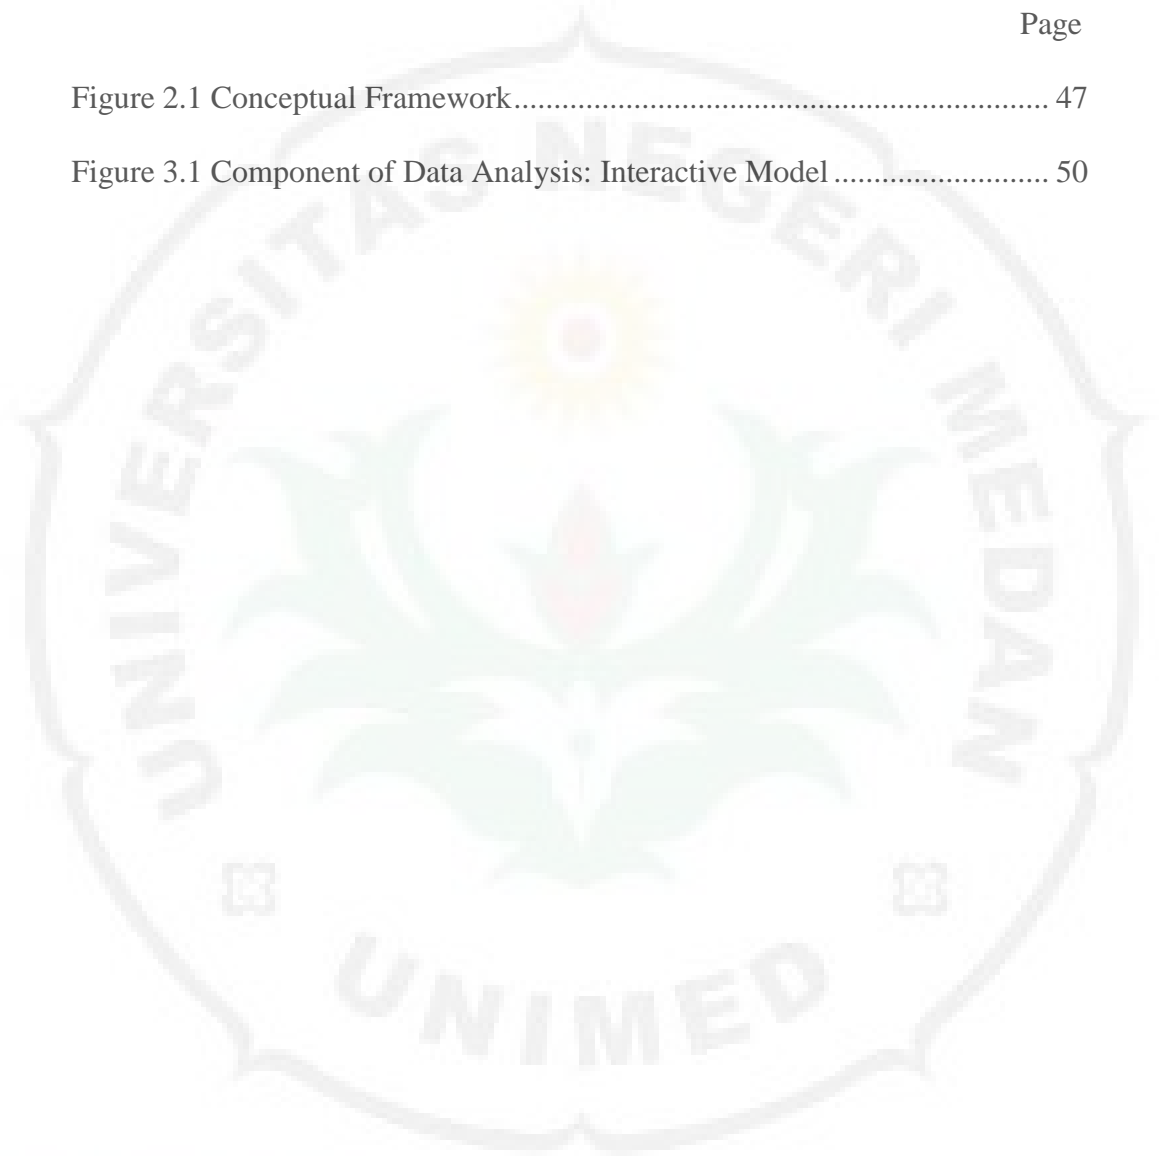 Page
Figure 2.1 Conceptual Framework.................................................................. 47
Figure 3.1 Component of Data Analysis: Interactive Model........................... 50
UNIVERSITAS NEGERI MEDAN
UNIMED